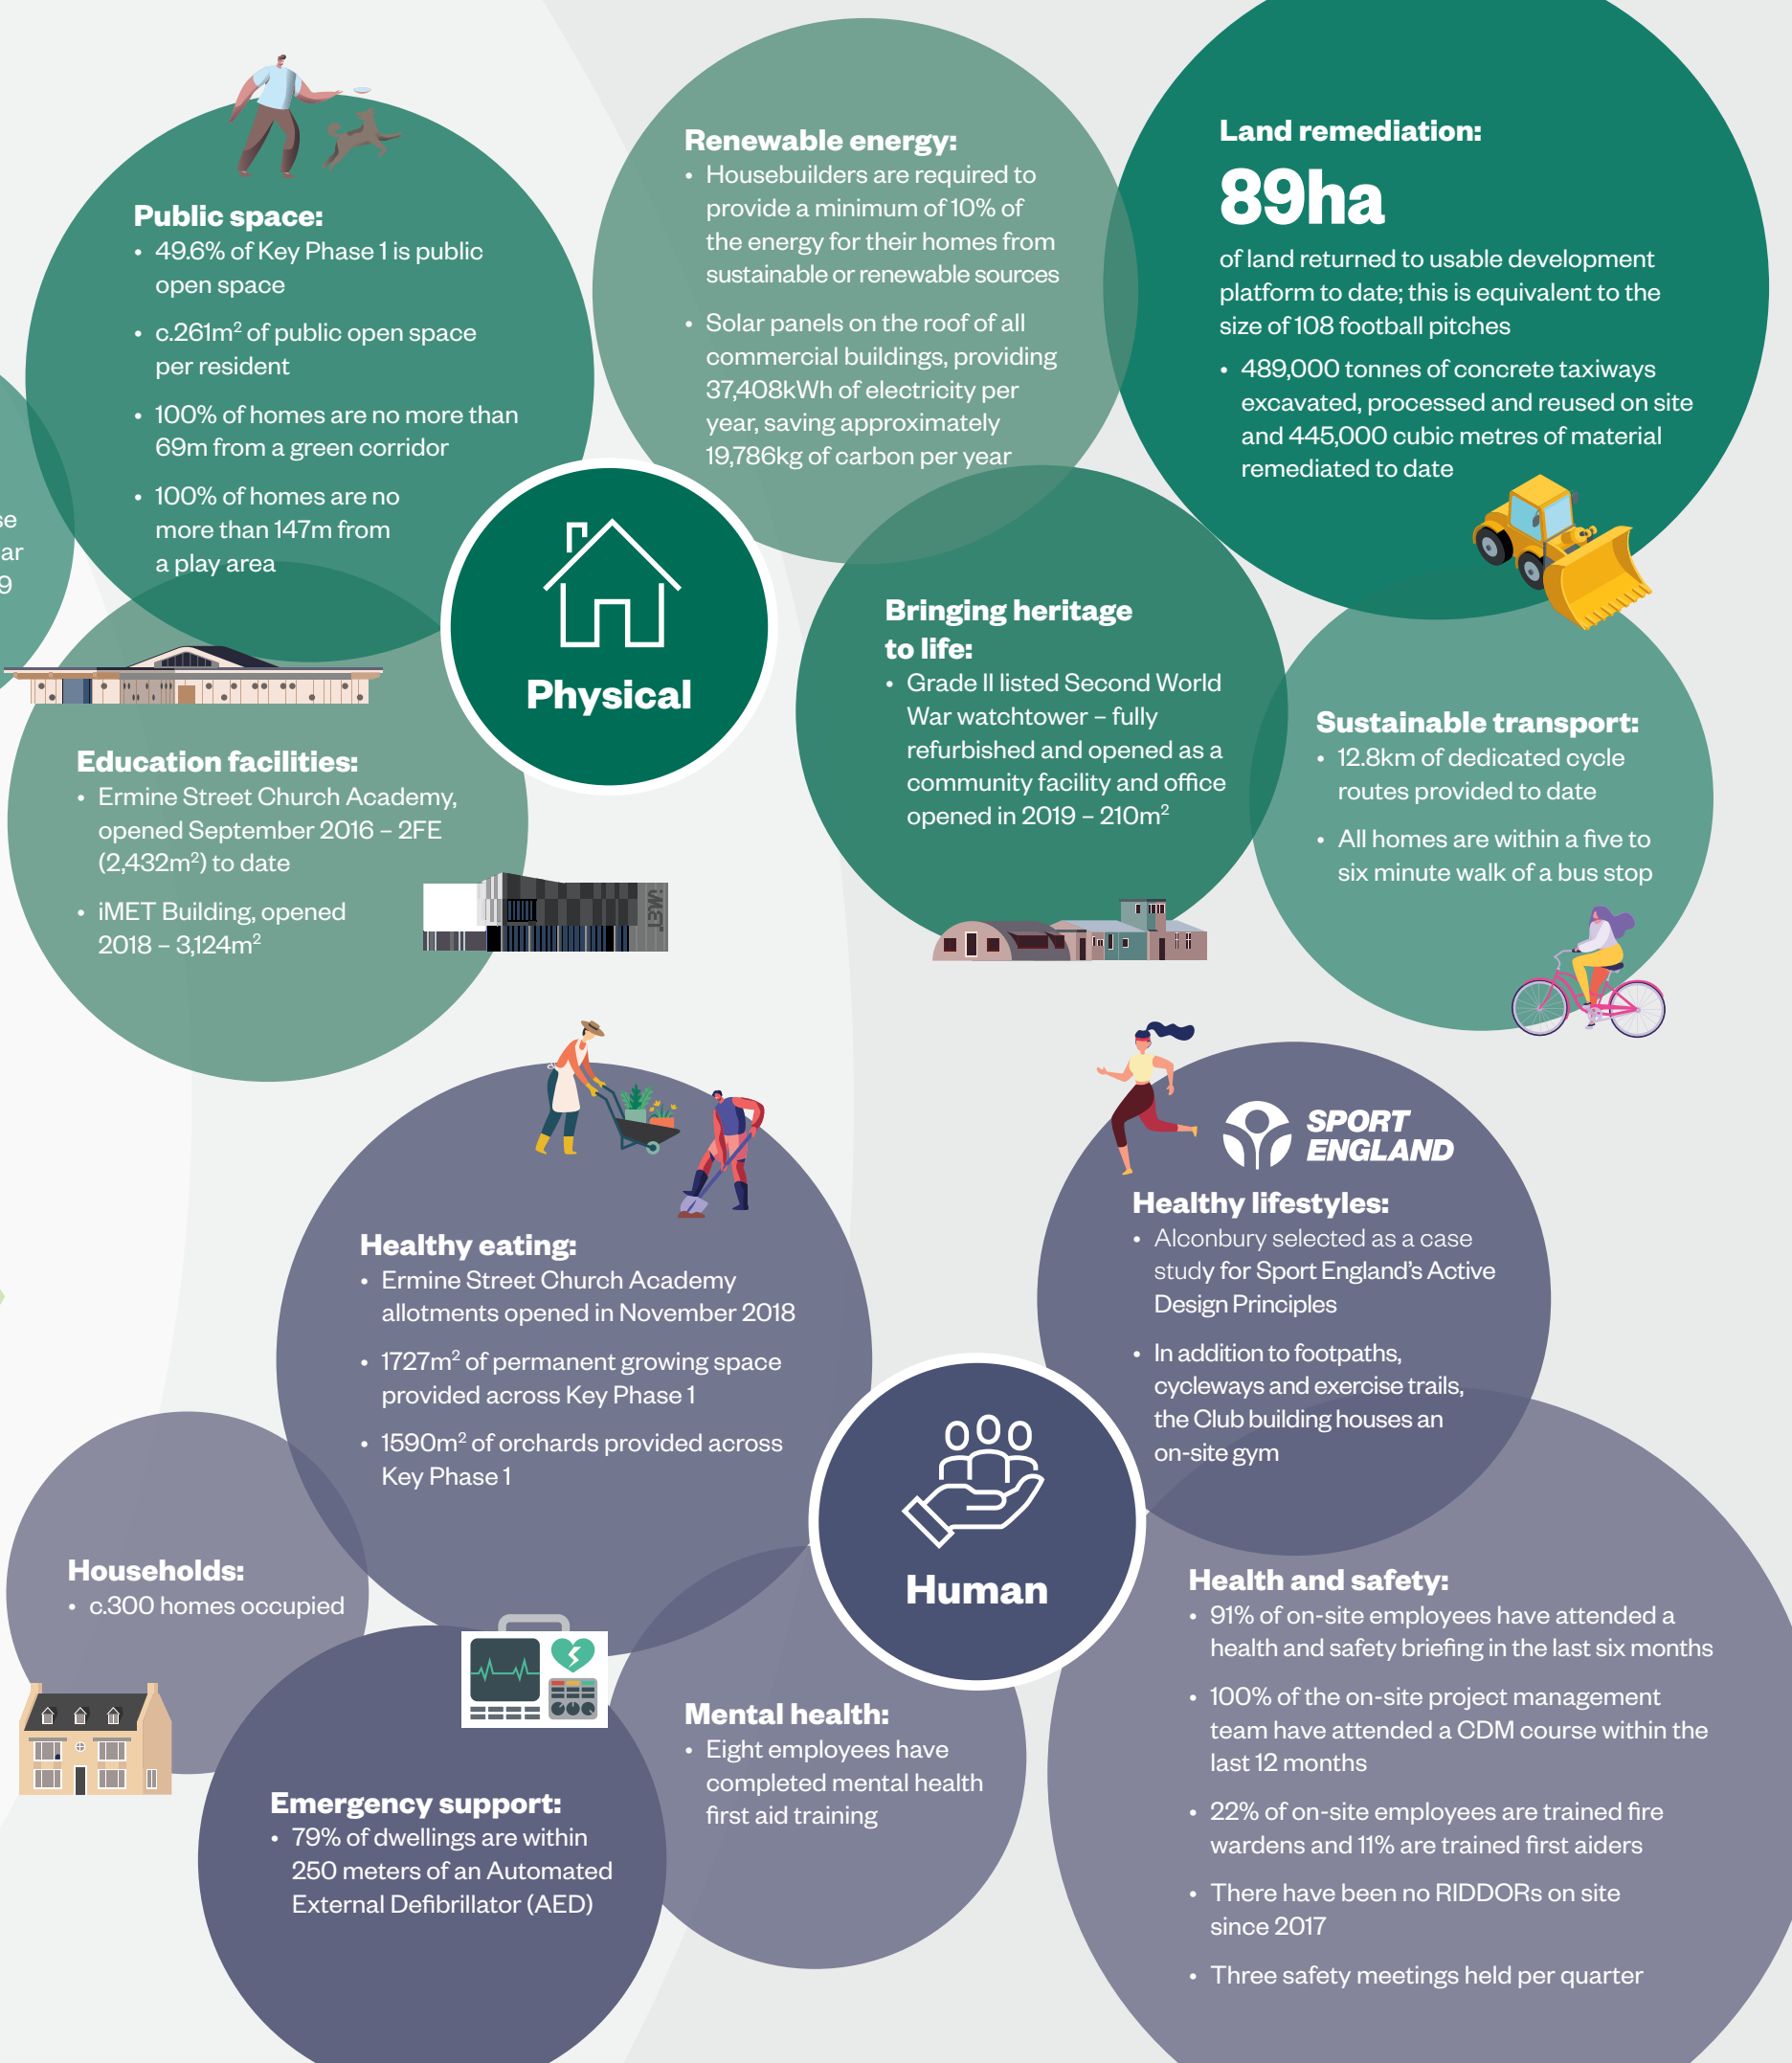 Public space:
• 49.6% of Key Phase 1 is public
open space
• c.261m² of public open space
per resident
• 100% of homes are no more than
69m from a green corridor
• 100% of homes are no
more than 147m from
a play area
Renewable energy:
• Housebuilders are required to
provide a minimum of 10% of
the energy for their homes from
sustainable or renewable sources
• Solar panels on the roof of all
commercial buildings, providing
37,408kWh of electricity per
year, saving approximately
19,786kg of carbon per year
Land remediation:
89ha
of land returned to usable development
platform to date; this is equivalent to the
size of 108 football pitches
• 489,000 tonnes of concrete taxiways
excavated, processed and reused on site
and 445,000 cubic metres of material
remediated to date
se
ar
9
Physical
Bringing heritage
to life:
• Grade II listed Second World
War watchtower – fully
refurbished and opened as a
community facility and office
opened in 2019 – 210m²
Sustainable transport:
• 12.8km of dedicated cycle
routes provided to date
• All homes are within a five to
six minute walk of a bus stop
Education facilities:
• Ermine Street Church Academy,
opened September 2016 – 2FE
(2,432m²) to date
• iMET Building, opened
2018 – 3,124m²
iMET
Healthy eating:
• Ermine Street Church Academy
allotments opened in November 2018
• 1727m² of permanent growing space
provided across Key Phase 1
• 1590m² of orchards provided across
Key Phase 1
SPORT
ENGLAND
Healthy lifestyles:
• Alconbury selected as a case
study for Sport England's Active
Design Principles
• In addition to footpaths,
cycleways and exercise trails,
the Club building houses an
on-site gym
Human
Households:
• c.300 homes occupied
Emergency support:
• 79% of dwellings are within
250 meters of an Automated
External Defibrillator (AED)
Mental health:
• Eight employees have
completed mental health
first aid training
Health and safety:
• 91% of on-site employees have attended a
health and safety briefing in the last six months
• 100% of the on-site project management
team have attended a CDM course within the
last 12 months
• 22% of on-site employees are trained fire
wardens and 11% are trained first aiders
• There have been no RIDDORs on site
since 2017
• Three safety meetings held per quarter